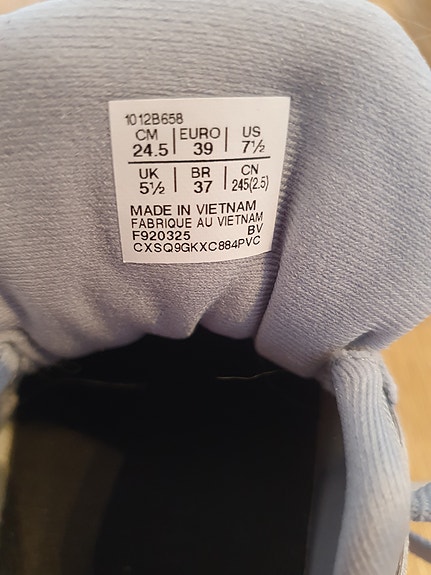 1012B658
CM | EURO | US
24.5 | 39 | 7½
UK | BR | CN
5½ | 37 | 245(2.5)
MADE IN VIETNAM
FABRIQUE AU VIETNAM
F920325 BV
CXSQ9GKXC884PVC